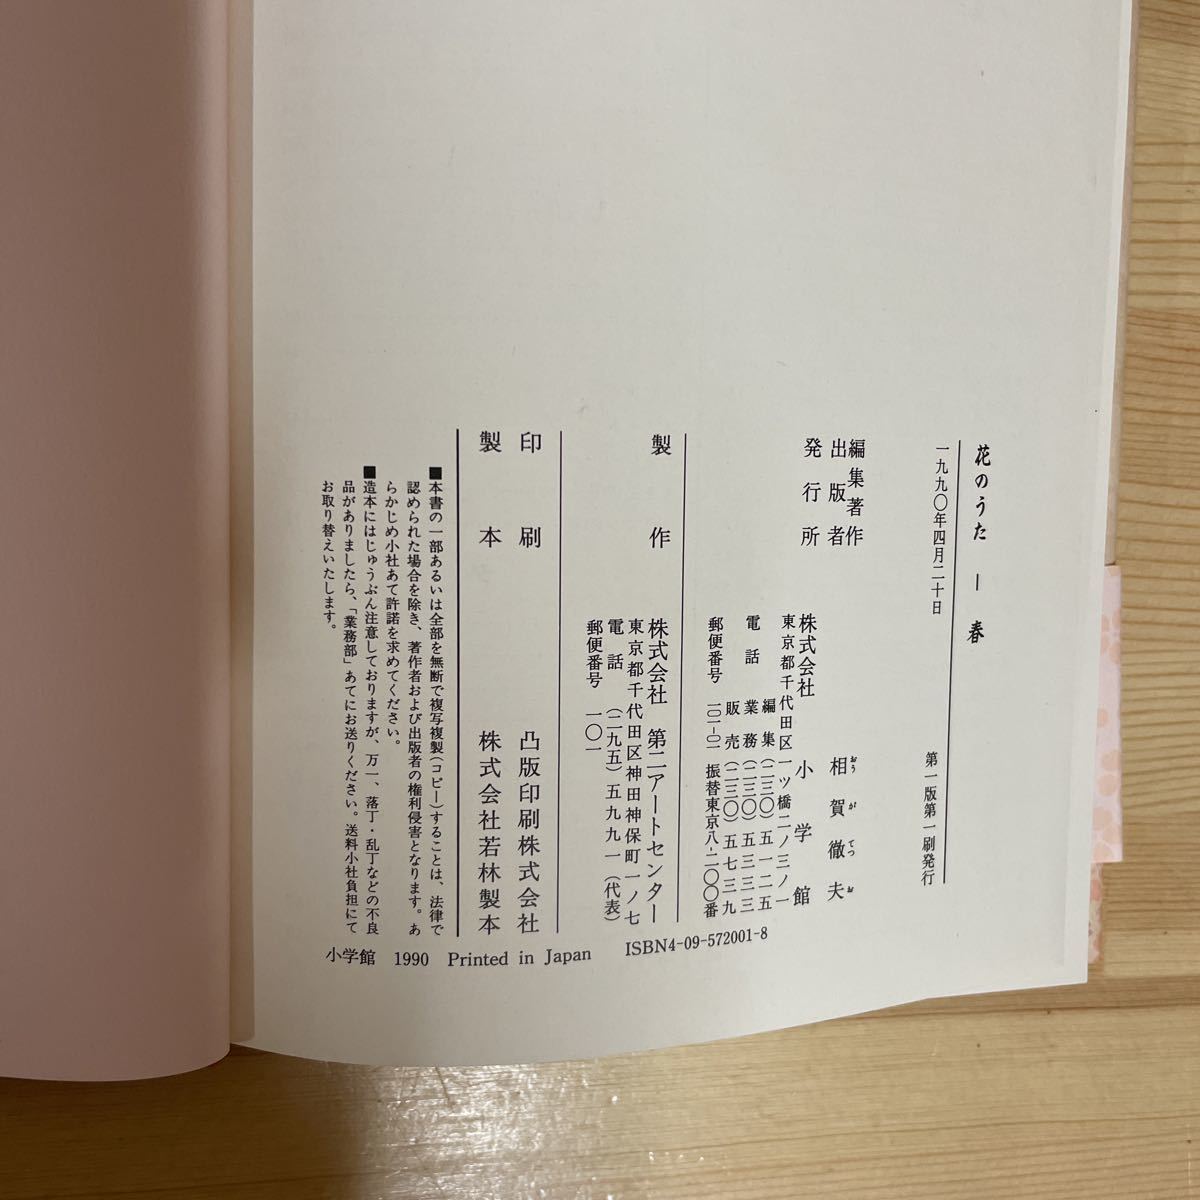 花のうた ― 春
一九九〇年四月二十日 第一版第一刷発行
編集著作
出版者 相賀徹夫
おうがてつお
発行所 株式会社 小学館
東京都千代田区一ツ橋二ノ三ノ一
編集(二三〇)五一二五
電話 業務(二三〇)五三三三
販売(二三〇)五七三九
郵便番号 一〇一-〇一 振替東京八-二〇〇番
製作 株式会社 第二アートセンター
東京都千代田区神田神保町一ノ七
電話 (二九五)五九九一(代表)
郵便番号 一〇一
印刷 凸版印刷株式会社
製本 株式会社若林製本
■本書の一部あるいは全部を無断で複写複製(コピー)することは、法律で
認められた場合を除き、著作者および出版者の権利侵害となります。あ
らかじめ小社あて許諾を求めてください。
■造本にはじゅうぶん注意しておりますが、万一、落丁・乱丁などの不良
品がありましたら、「業務部」あてにお送りください。送料小社負担にて
お取り替えいたします。
小学館 1990 Printed in Japan ISBN4-09-572001-8